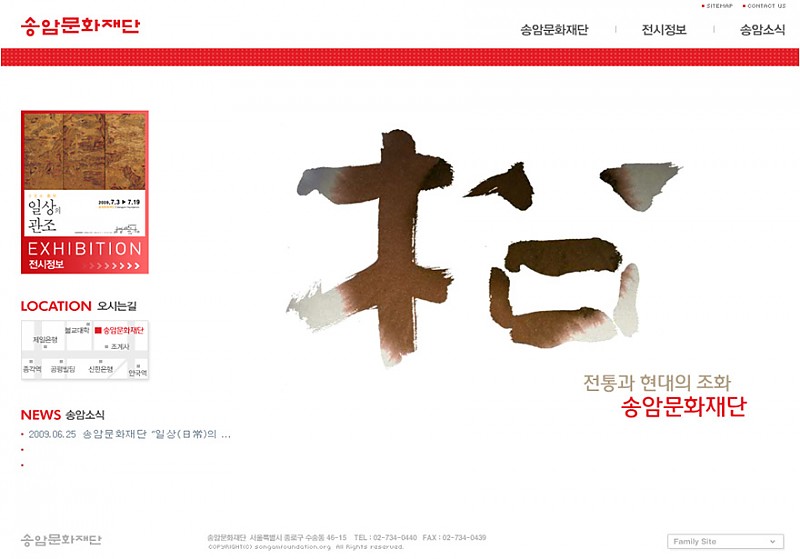 SITEMAP CONTACT US
송암문화재단
송암문화재단 전시정보 송암소식
2009.7.3 ▶ 7.19
일상의
관조
EXHIBITION
전시정보 >>>>>>>
松
LOCATION 오시는길
불교대학 송암문화재단
제일은행
조계사
종각역 공평빌딩 신한은행 안국역
전통과 현대의 조화
송암문화재단
NEWS 송암소식
2009.06.25 송암문화재단 "일상(日常)의 ...
송암문화재단
송암문화재단 서울특별시 종로구 수송동 46-15 TEL : 02-734-0440 FAX : 02-734-0439
COPYRIGHT(C) songamfoundation.org. All Rights reserved.
Family Site